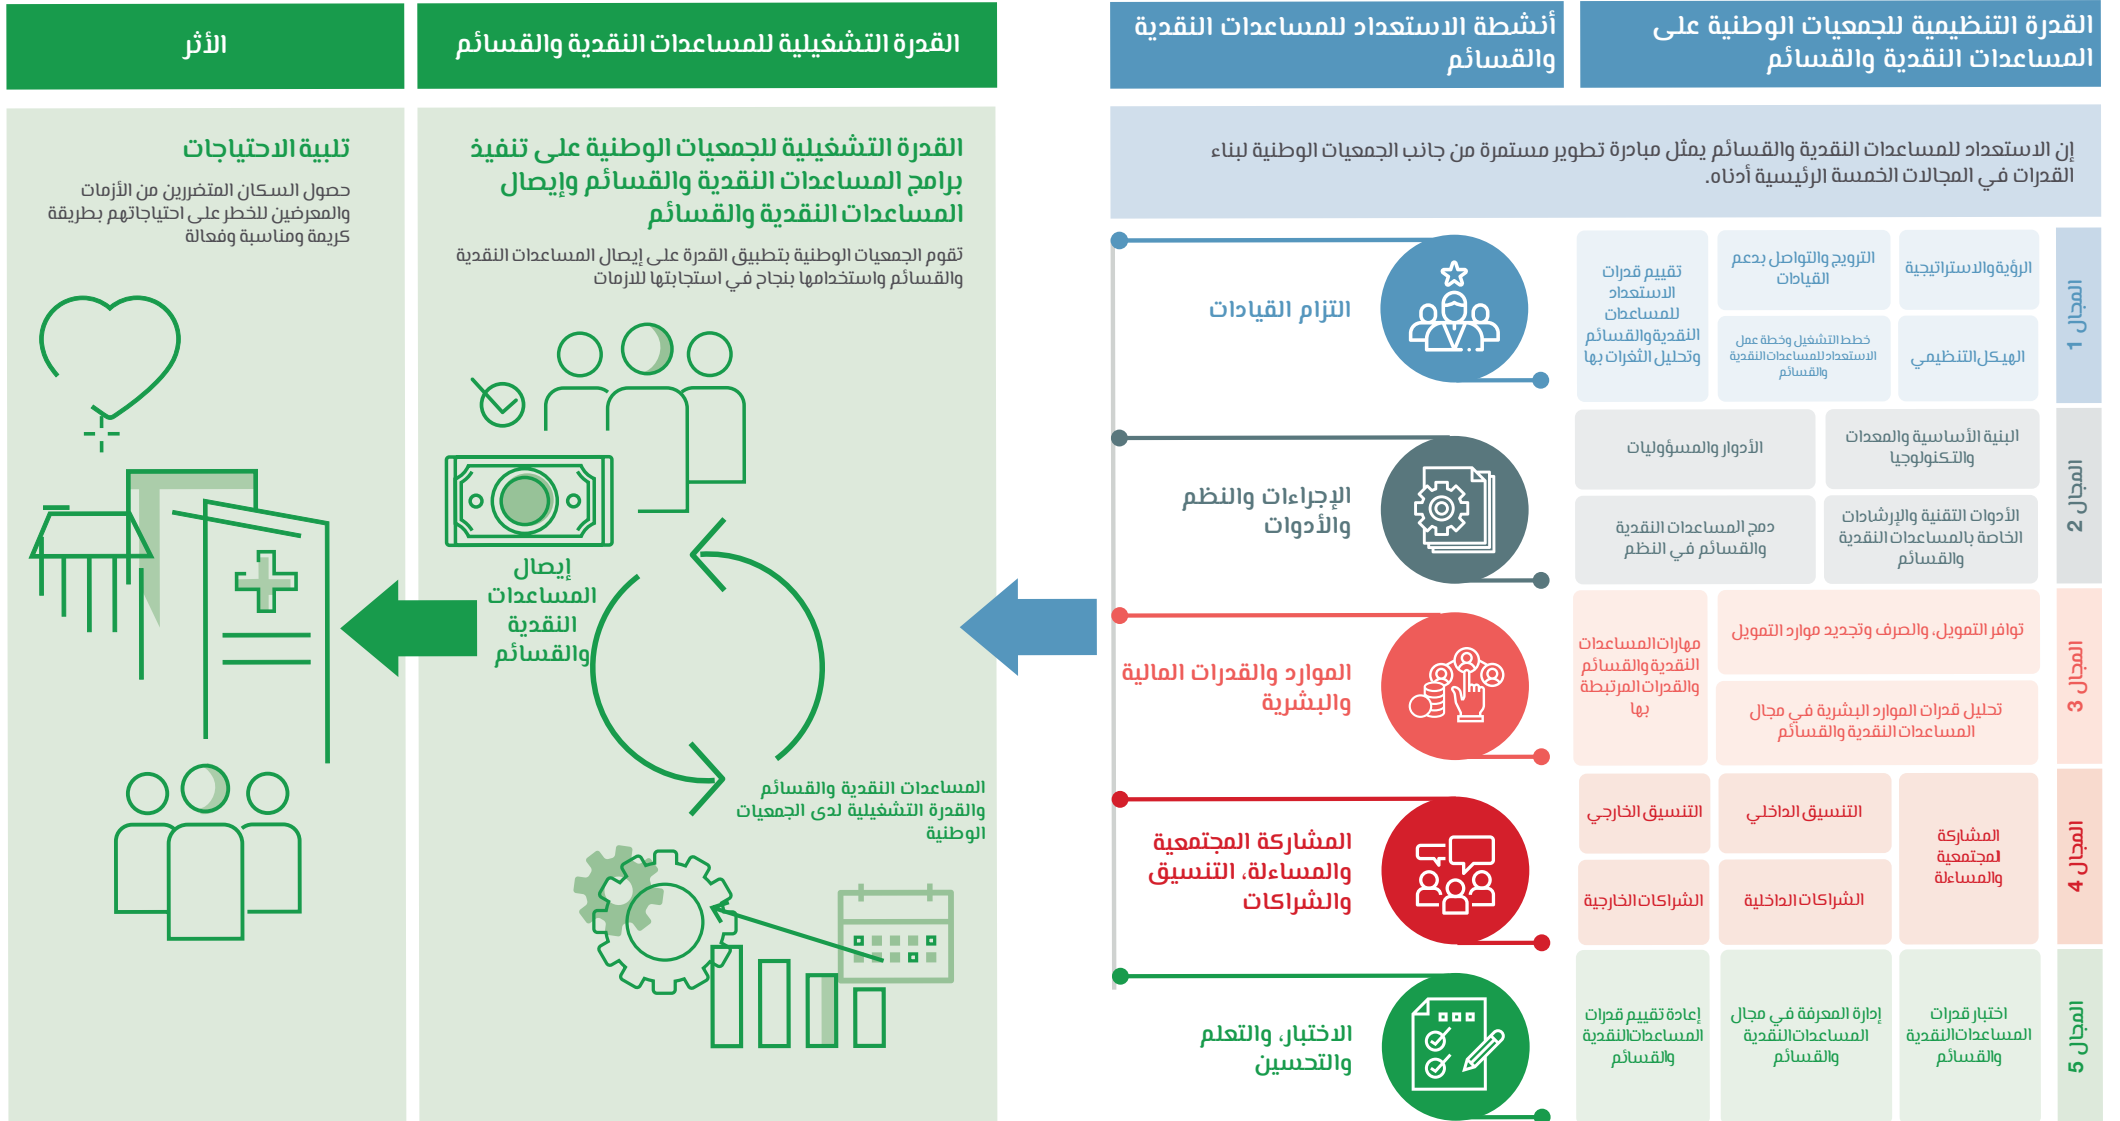 القدرة التنظيمية للجمعيات الوطنية على
المساعدات النقدية والقسائم
أنشطة الاستعداد للمساعدات النقدية
والقسائم
القدرة التشغيلية للمساعدات النقدية والقسائم
الأثر
إن الاستعداد للمساعدات النقدية والقسائم يمثل مبادرة تطوير مستمرة من جانب الجمعيات الوطنية لبناء
القدرات في المجالات الخمسة الرئيسية أدناه.
المجال 1
الرؤية والاستراتيجية
الترويج والتواصل بدعم
القيادات
تقييم قدرات
الاستعداد
للمساعدات
النقدية والقسائم
وتحليل الثغرات بها
الهيكل التنظيمي
خطط التشغيل وخطة عمل
الاستعداد للمساعدات النقدية
والقسائم
التزام القيادات
المجال 2
البنية الأساسية والمعدات
والتكنولوجيا
الأدوار والمسؤوليات
الأدوات التقنية والإرشادات
الخاصة بالمساعدات النقدية
والقسائم
دمج المساعدات النقدية
والقسائم في النظم
الإجراءات والنظم
والأدوات
المجال 3
توافر التمويل، والصرف وتجديد موارد التمويل
مهارات المساعدات
النقدية والقسائم
والقدرات المرتبطة
بها
تحليل قدرات الموارد البشرية في مجال
المساعدات النقدية والقسائم
الموارد والقدرات المالية
والبشرية
المجال 4
المشاركة
لمجتمعية
والمساءلة
التنسيق الداخلي
التنسيق الخارجي
الشراكات الداخلية
الشراكات الخارجية
المشاركة المجتمعية
والمساءلة، التنسيق
والشراكات
المجال 5
اختبار قدرات
المساعدات النقدية
والقسائم
إدارة المعرفة في مجال
المساعدات النقدية
والقسائم
إعادة تقييم قدرات
المساعدات النقدية
والقسائم
الاختبار، والتعلم
والتحسين
القدرة التشغيلية للجمعيات الوطنية على تنفيذ
برامج المساعدات النقدية والقسائم وإيصال
المساعدات النقدية والقسائم
تقوم الجمعيات الوطنية بتطبيق القدرة على إيصال المساعدات النقدية
والقسائم واستخدامها بنجاح في استجابتها للازمات
إيصال
المساعدات
النقدية
والقسائم
المساعدات النقدية والقسائم
والقدرة التشغيلية لدى الجمعيات
الوطنية
تلبية الاحتياجات
حصول السكان المتضررين من الأزمات
والمعرضين للخطر على احتياجاتهم بطريقة
كريمة ومناسبة وفعالة